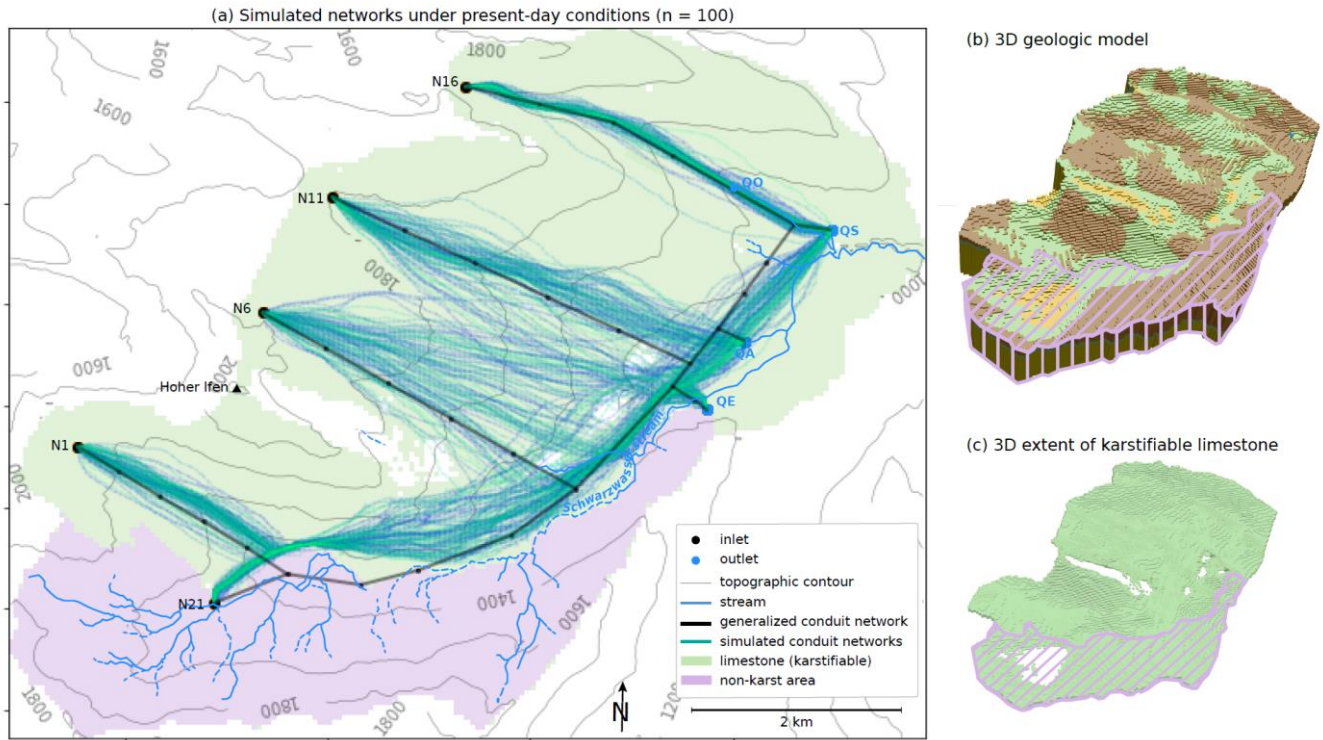 (a) Simulated networks under present-day conditions (n = 100)
1600
1600
1600
1800
N16
N11
QO
QS
1800
1000
N6
QA
1600
2000
Hoher Ifen
QE
N1
2000
Schwarzwasser stream
N21
1400
1600
1800
1800
1800
1200
inlet
outlet
topographic contour
stream
generalized conduit network
simulated conduit networks
limestone (karstifiable)
non-karst area
N
2 km
(b) 3D geologic model
(c) 3D extent of karstifiable limestone